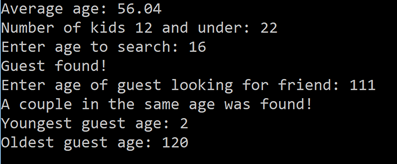 Average age: 56.04
Number of kids 12 and under: 22
Enter age to search: 16
Guest found!
Enter age of guest looking for friend: 111
A couple in the same age was found!
Youngest guest age: 2
Oldest guest age: 120